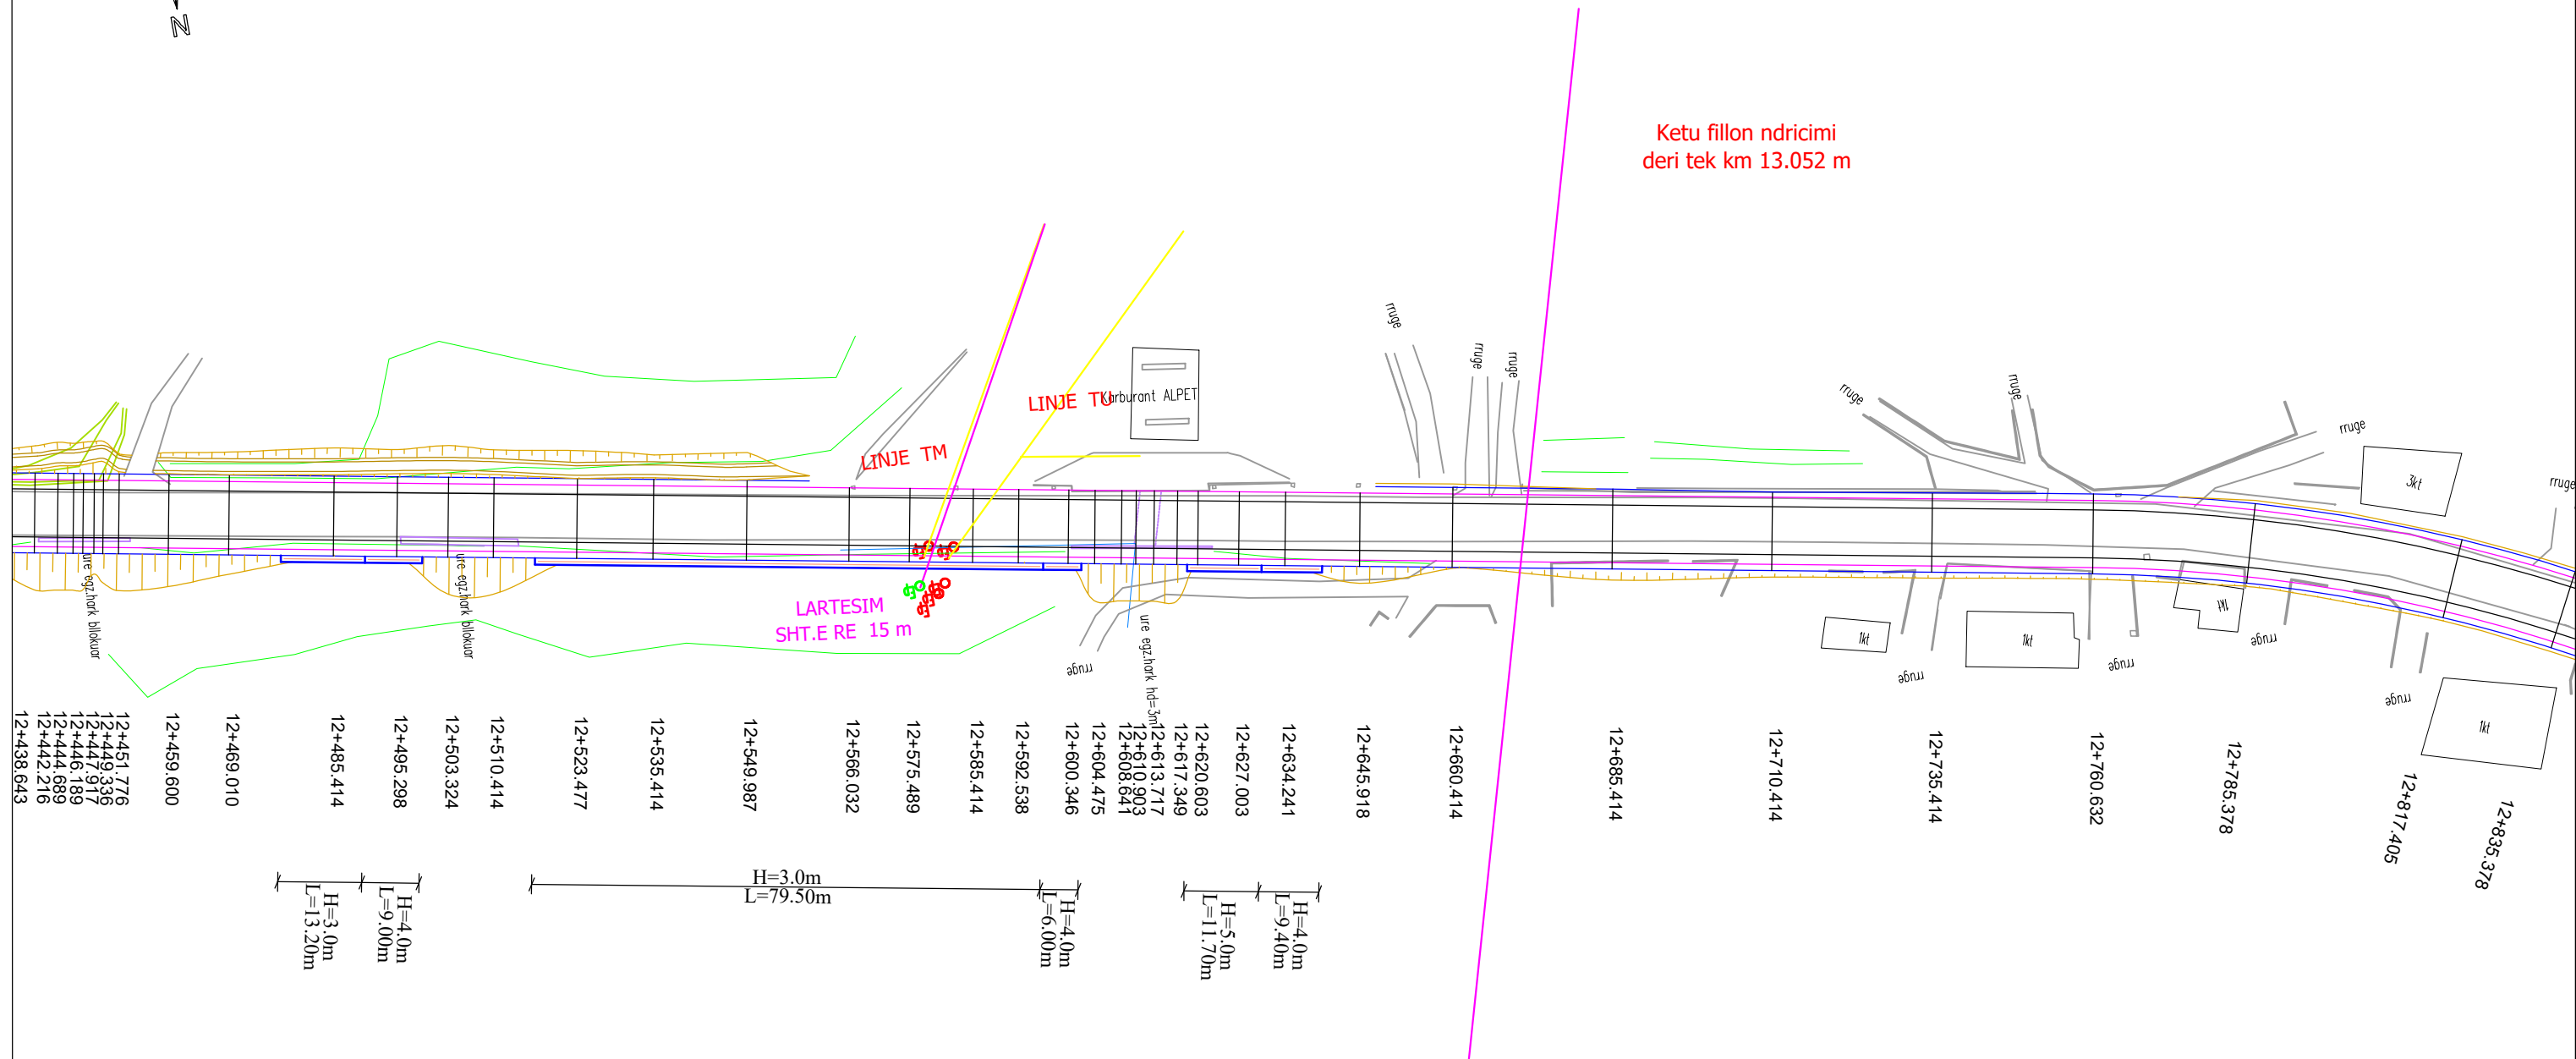 N
Ketu fillon ndricimi
deri tek km 13.052 m
rruge
rruge
rruge
rruge
rruge
rruge
rruge
3kt
LINJE TU
Karburant ALPET
LINJE TM
LARTESIM
SHT.E RE 15 m
ure egz.hark bllokuar
ure egz.hark bllokuar
ure egz.hark hd=3m
rruge
1kt
rruge
1kt
rruge
1kt
rruge
rruge
1kt
12+438.643
12+442.216
12+444.689
12+446.189
12+447.917
12+449.336
12+451.776
12+459.600
12+469.010
12+485.414
12+495.298
12+503.324
12+510.414
12+523.477
12+535.414
12+549.987
12+566.032
12+575.489
12+585.414
12+592.538
12+600.346
12+604.475
12+608.641
12+610.903
12+613.717
12+617.349
12+620.603
12+627.003
12+634.241
12+645.918
12+660.414
12+685.414
12+710.414
12+735.414
12+760.632
12+785.378
12+817.405
12+835.378
H=3.0m
L=13.20m
H=4.0m
L=9.00m
H=3.0m
L=79.50m
H=4.0m
L=6.00m
H=5.0m
L=11.70m
H=4.0m
L=9.40m